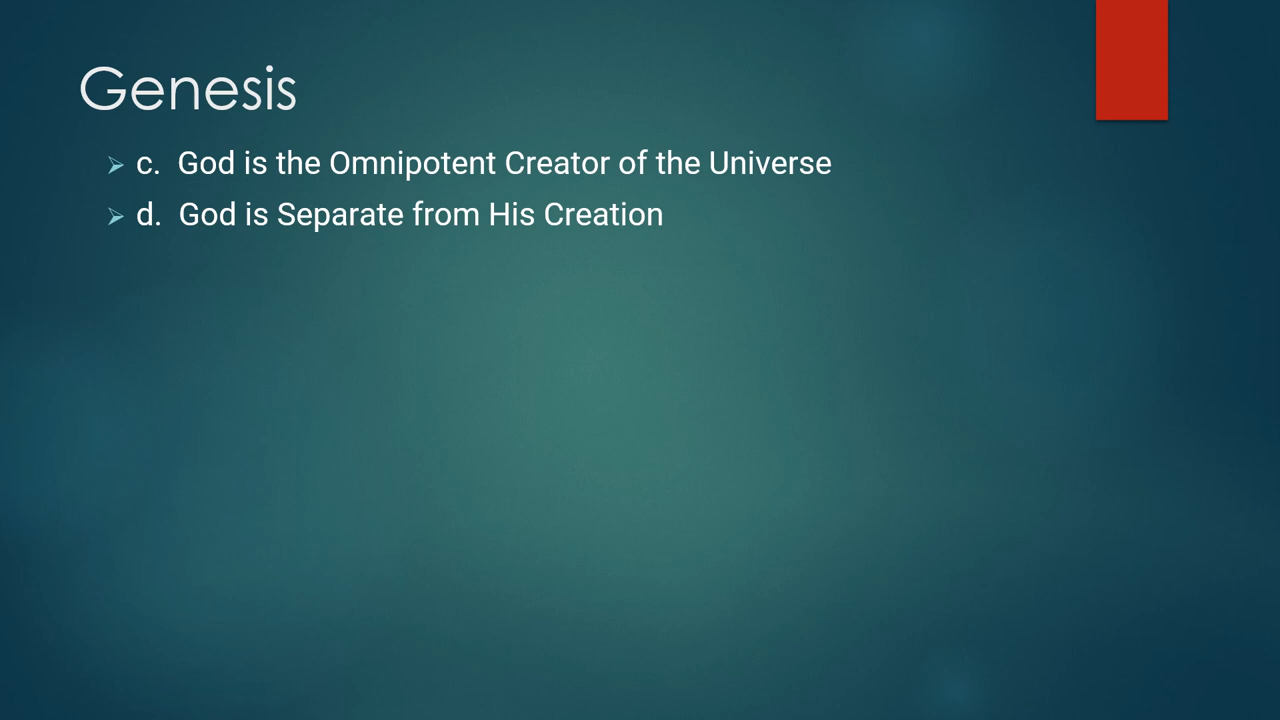 Genesis
c. God is the Omnipotent Creator of the Universe
d. God is Separate from His Creation